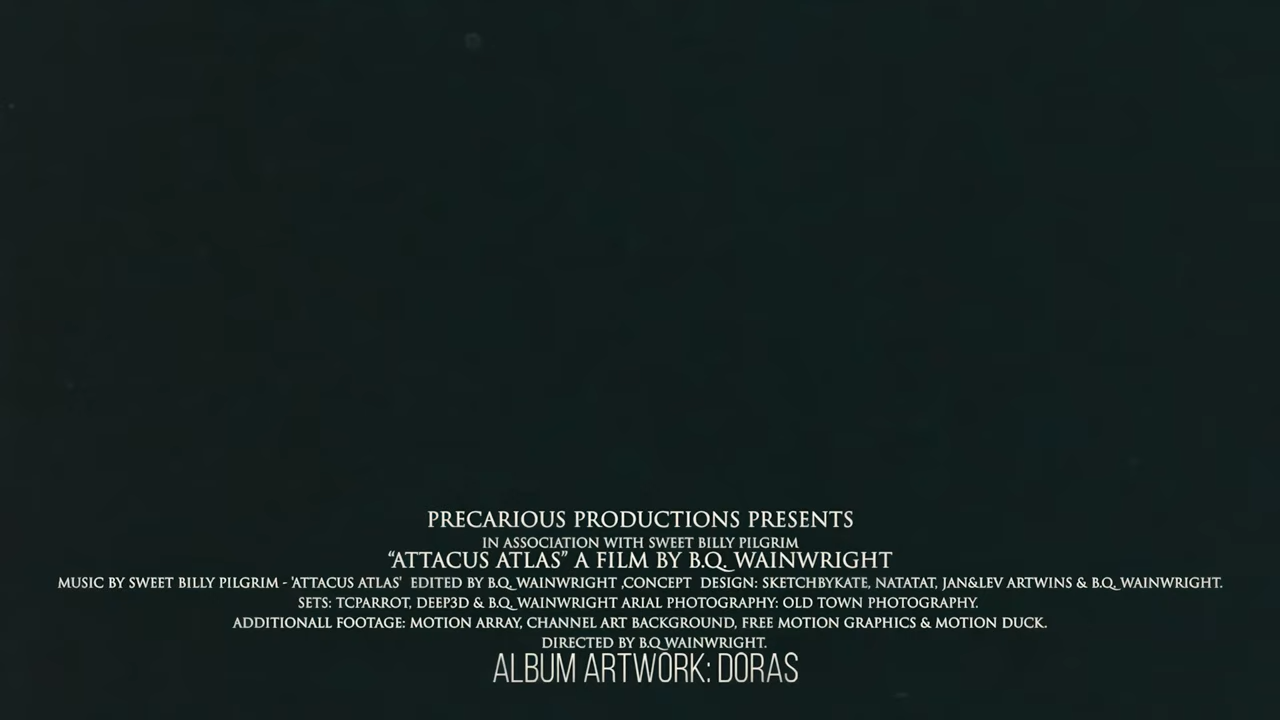 PRECARIOUS PRODUCTIONS PRESENTS
IN ASSOCIATION WITH SWEET BILLY PILGRIM
“ATTACUS ATLAS” A FILM BY B.Q. WAINWRIGHT
MUSIC BY SWEET BILLY PILGRIM - 'ATTACUS ATLAS' EDITED BY B.Q. WAINWRIGHT ,CONCEPT DESIGN: SKETCHBYKATE, NATATAT, JAN&LEV ARTWINS & B.Q. WAINWRIGHT.
SETS: TCPARROT, DEEP3D & B.Q. WAINWRIGHT ARIAL PHOTOGRAPHY: OLD TOWN PHOTOGRAPHY.
ADDITIONALL FOOTAGE: MOTION ARRAY, CHANNEL ART BACKGROUND, FREE MOTION GRAPHICS & MOTION DUCK.
DIRECTED BY B.Q WAINWRIGHT.
ALBUM ARTWORK: DORAS